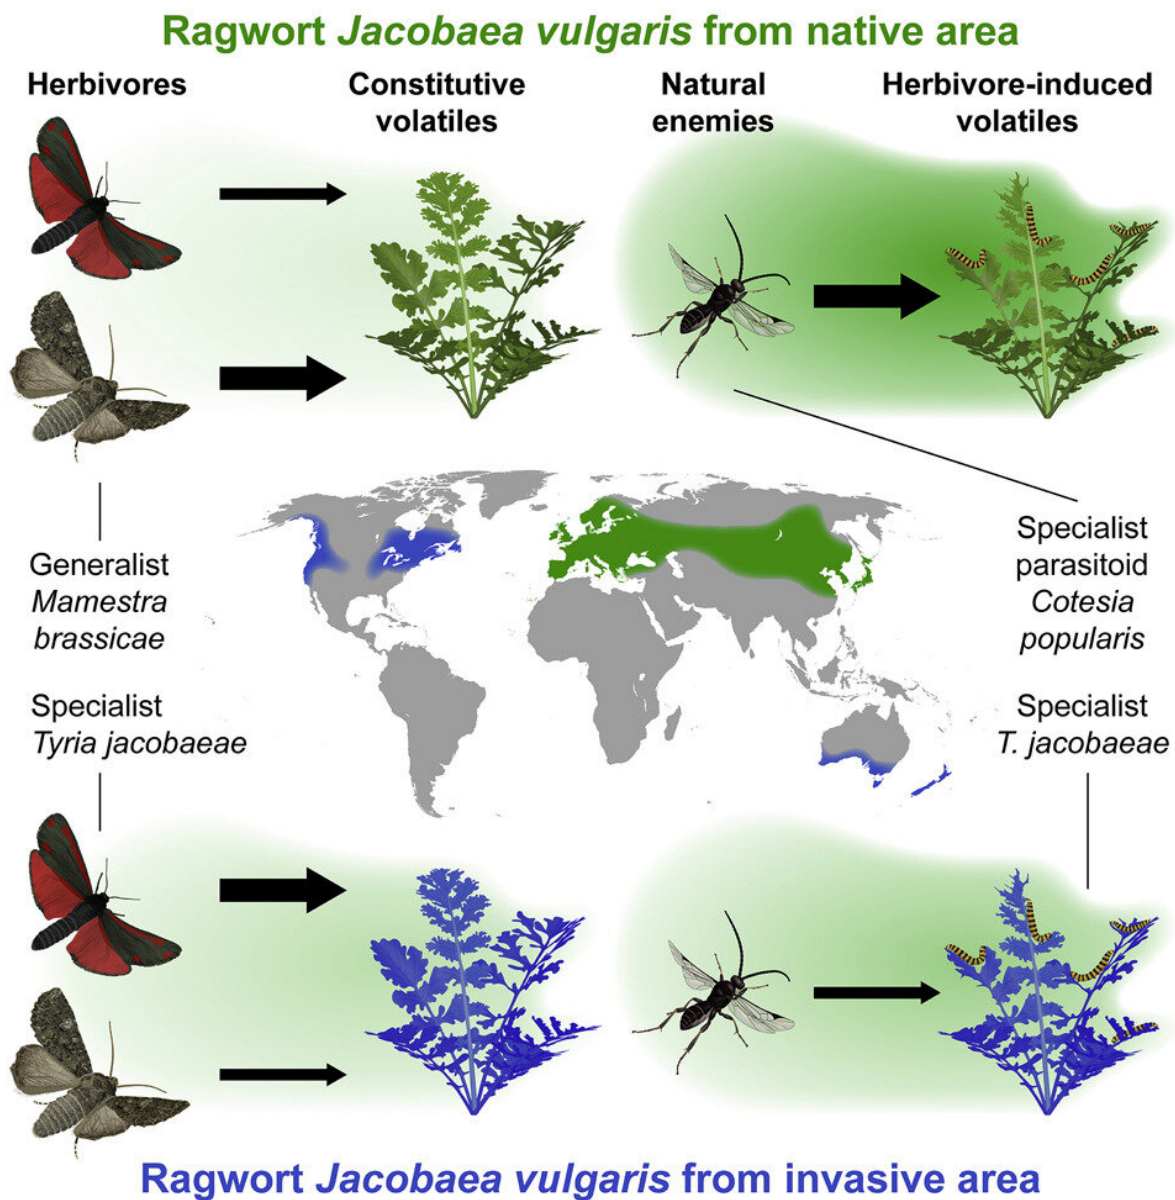 Ragwort Jacobaea vulgaris from native area
Herbivores
Constitutive
volatiles
Natural
enemies
Herbivore-induced
volatiles
Generalist
Mamestra
brassicae
Specialist
Tyria jacobaeae
Specialist
parasitoid
Cotesia
popularis
Specialist
T. jacobaeae
Ragwort Jacobaea vulgaris from invasive area